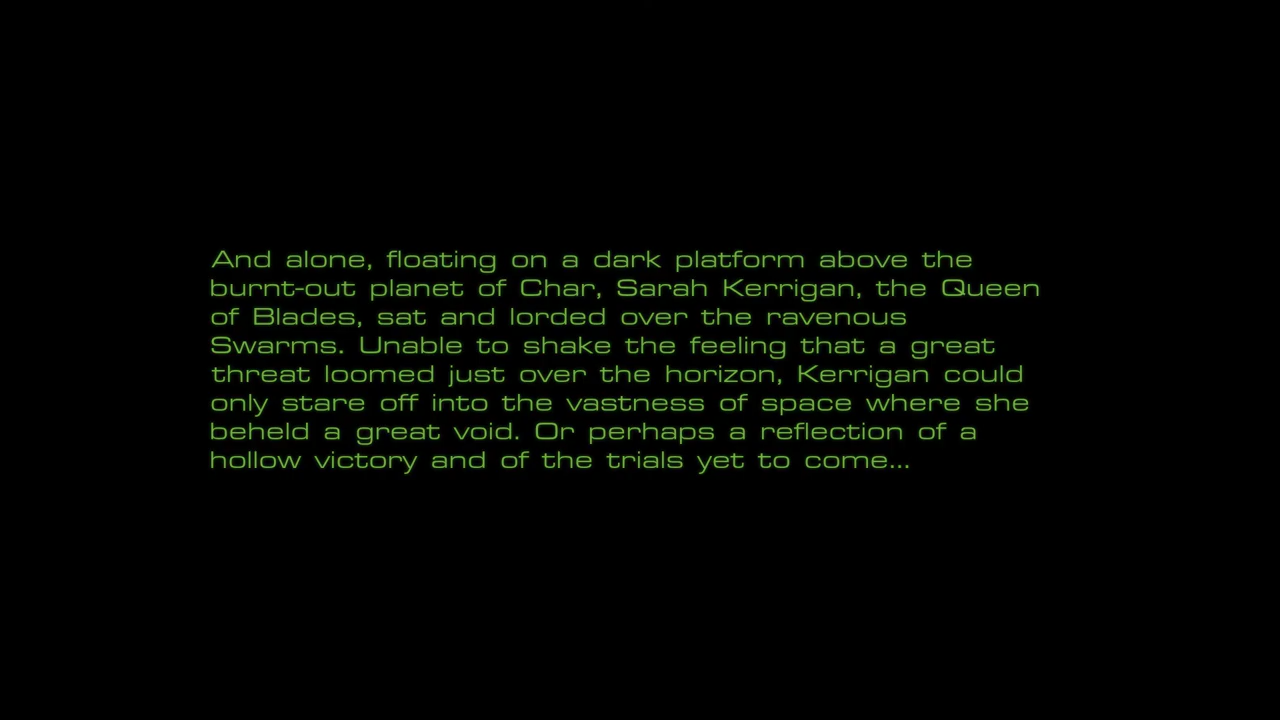 And alone, floating on a dark platform above the
burnt-out planet of Char, Sarah Kerrigan, the Queen
of Blades, sat and lorded over the ravenous
Swarms. Unable to shake the feeling that a great
threat loomed just over the horizon, Kerrigan could
only stare off into the vastness of space where she
beheld a great void. Or perhaps a reflection of a
hollow victory and of the trials yet to come...